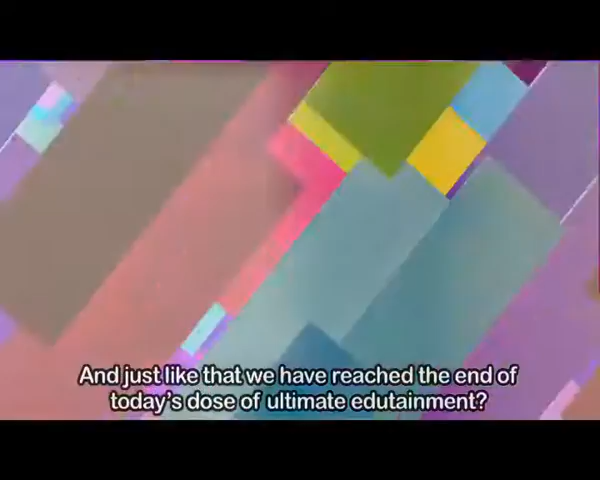 And just like that we have reached the end of
today's dose of ultimate edutainment?